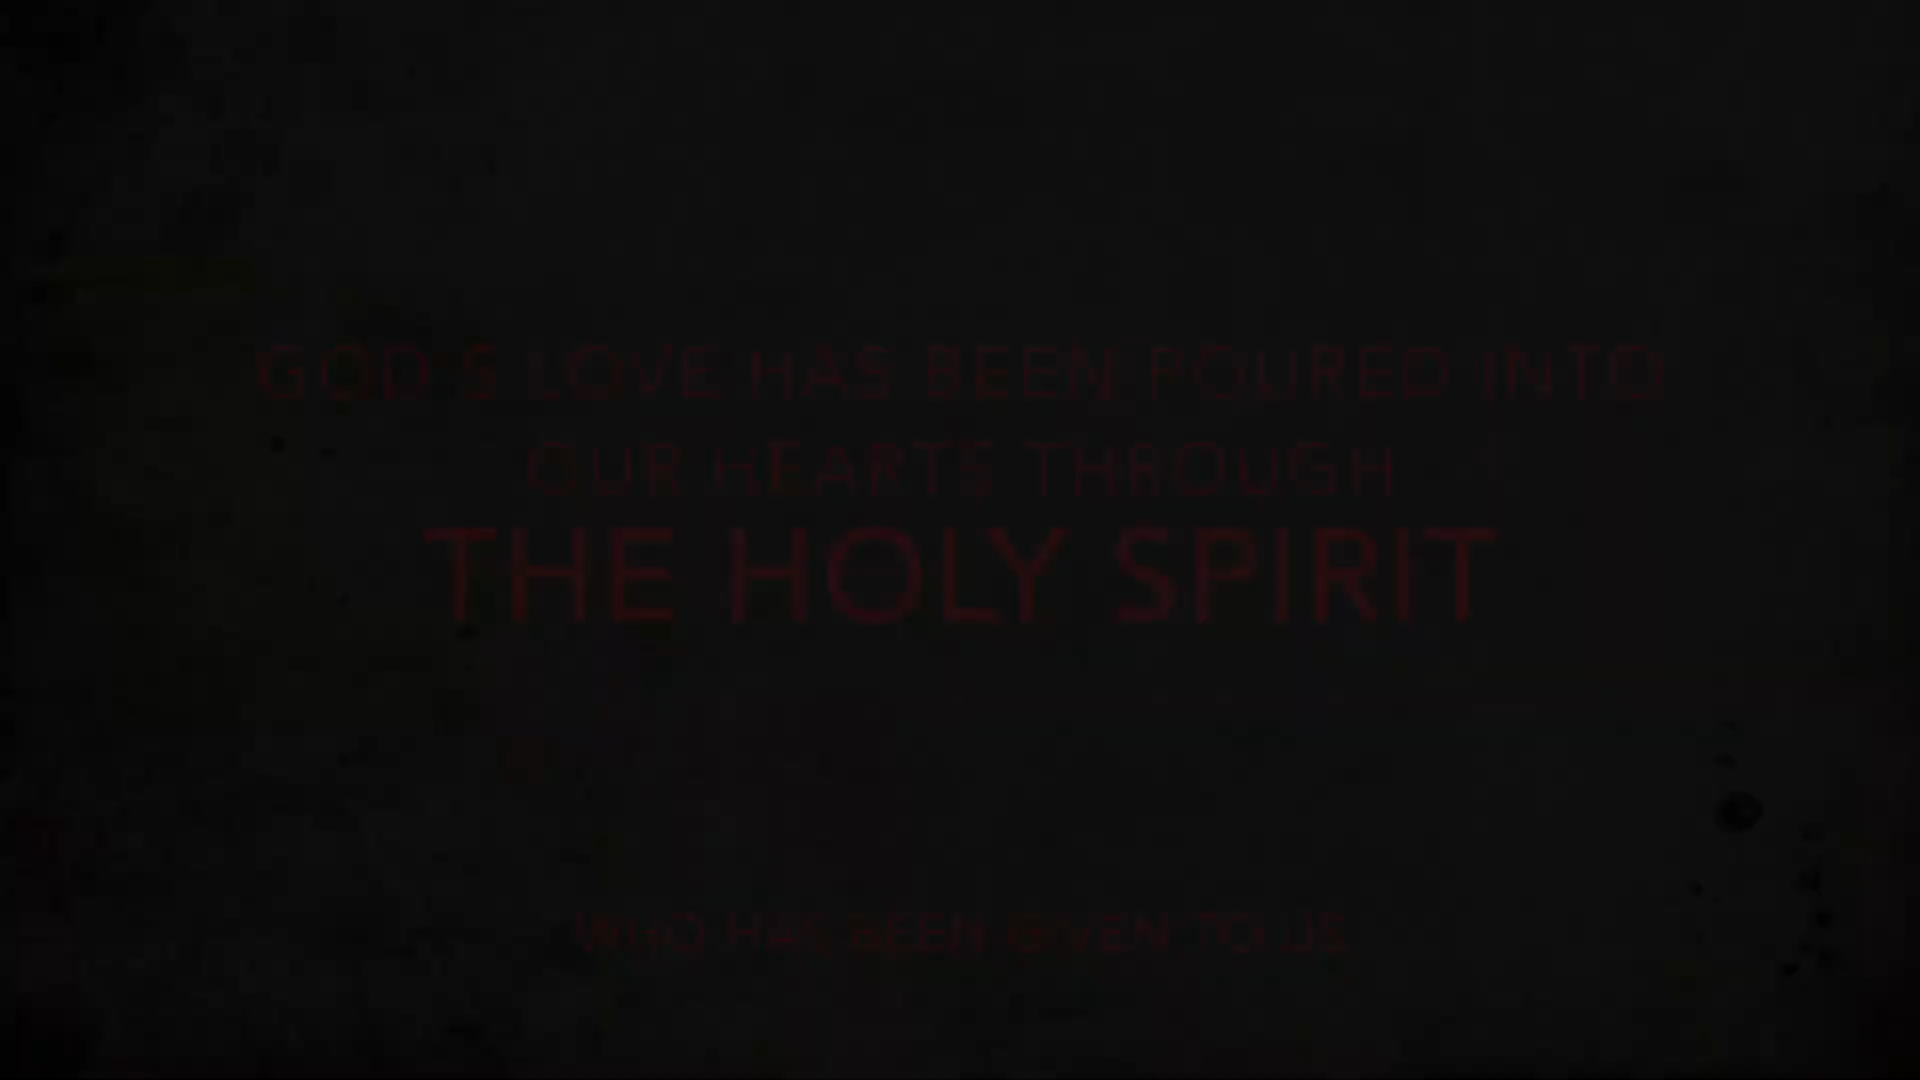 GOD'S LOVE HAS BEEN POURED INTO
OUR HEARTS THROUGH
THE HOLY SPIRIT
WHO HAS BEEN GIVEN TO US